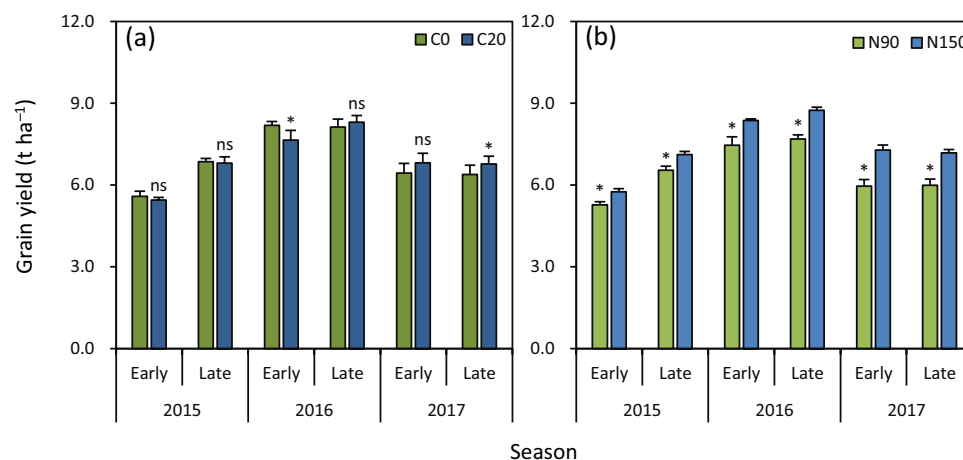 Grain yield (t ha⁻¹)
(a)
C0 C20
12.0
9.0
6.0
3.0
0.0
ns
ns
*
ns
ns
*
Early Late Early Late Early Late
2015 2016 2017
(b)
N90 N150
12.0
9.0
6.0
3.0
0.0
*
*
*
*
*
*
Early Late Early Late Early Late
2015 2016 2017
Season